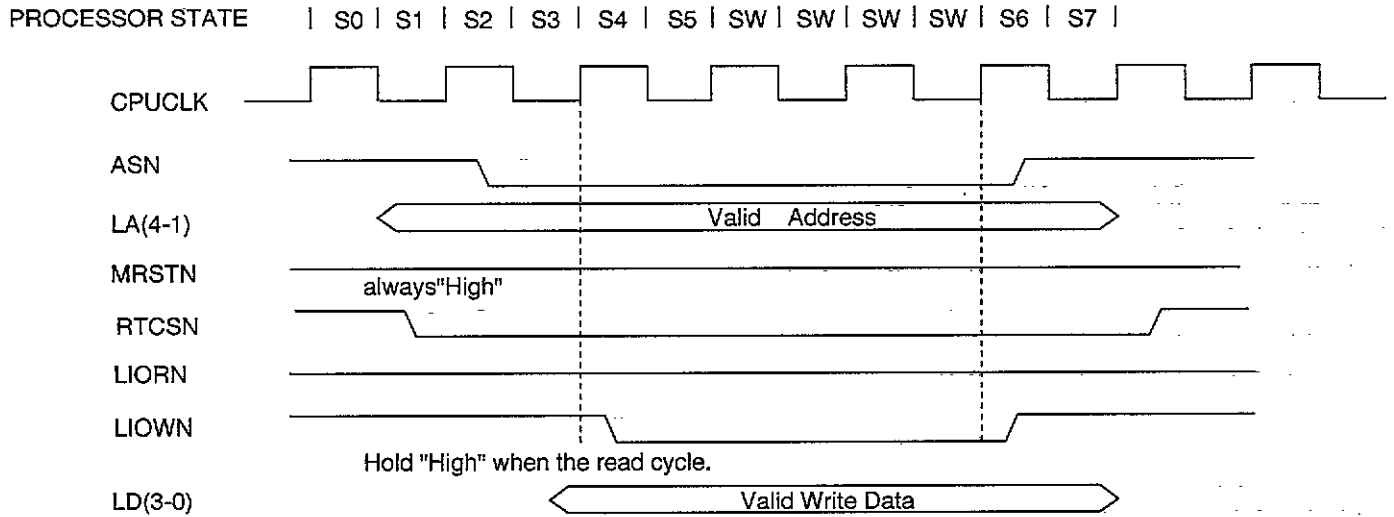 PROCESSOR STATE | S0 | S1 | S2 | S3 | S4 | S5 | SW | SW | SW | SW | S6 | S7 |
CPUCLK
ASN
LA(4-1) Valid Address
MRSTN
always"High"
RTCSN
LIORN
LIOWN
Hold "High" when the read cycle.
LD(3-0) Valid Write Data